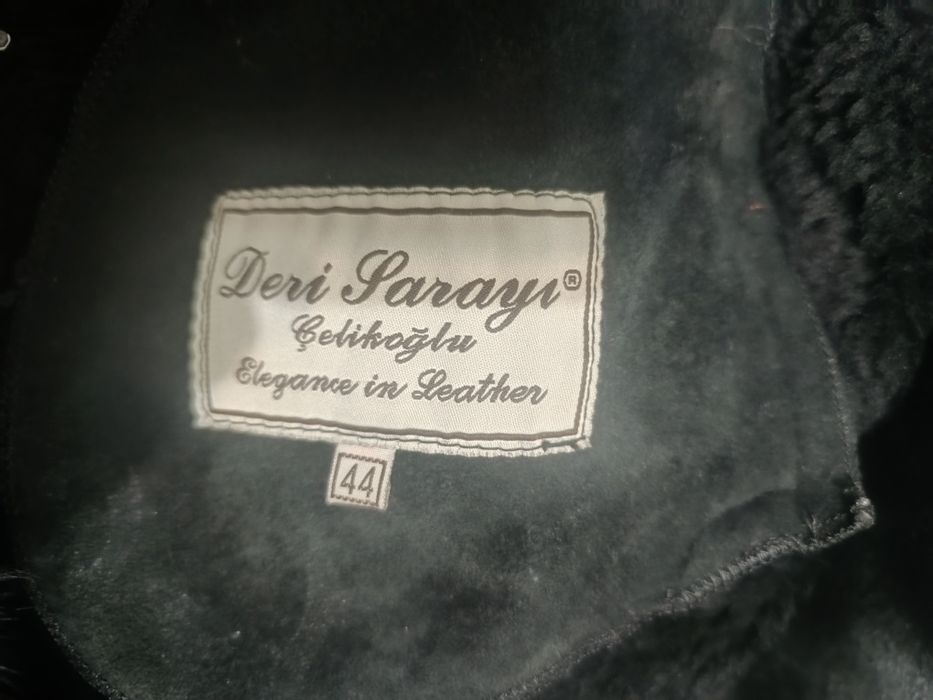 Deri Sarayı®
Çelikoğlu
Elegance in Leather
44